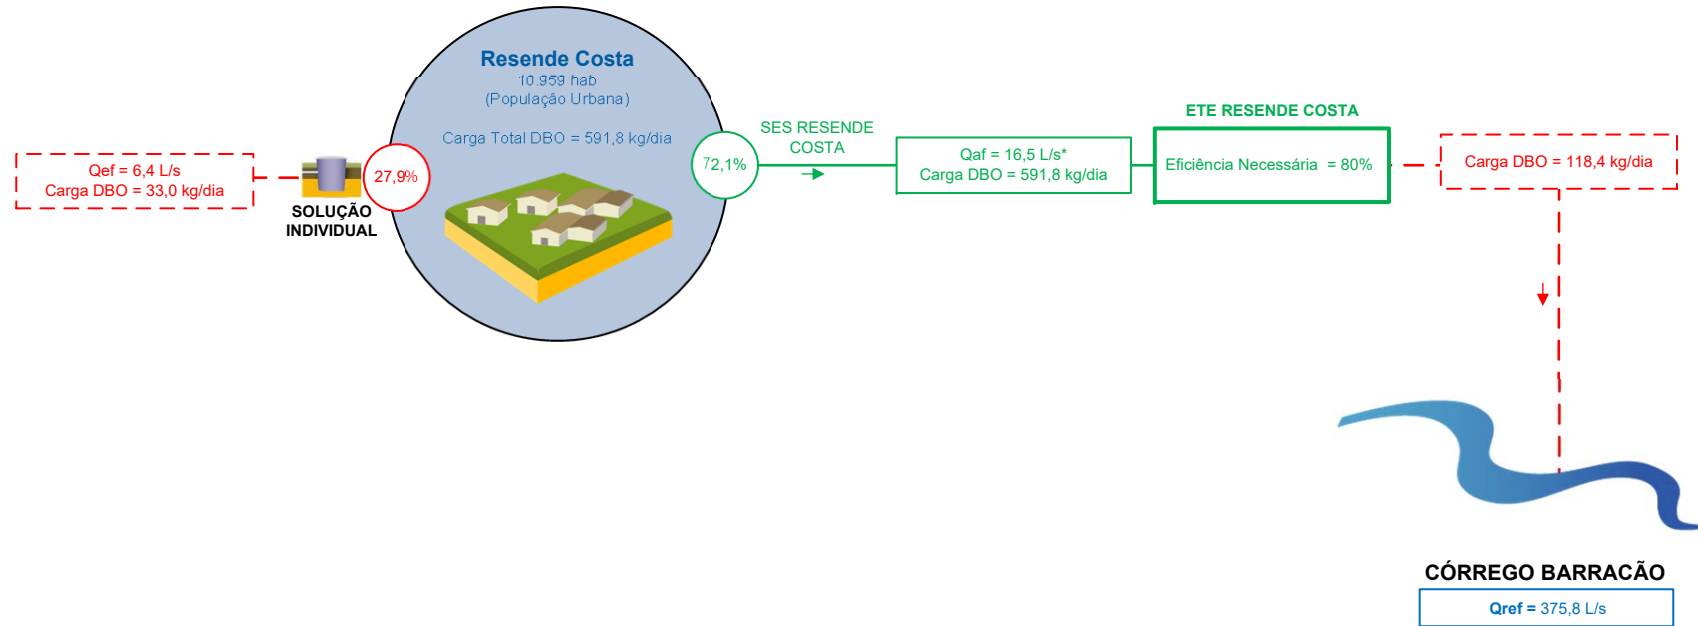 Resende Costa
10.959 hab
(População Urbana)
Carga Total DBO = 591,8 kg/dia
Qef = 6,4 L/s
Carga DBO = 33,0 kg/dia
SOLUÇÃO
INDIVIDUAL
27,9%
72,1%
SES RESENDE
COSTA
Qaf = 16,5 L/s*
Carga DBO = 591,8 kg/dia
ETE RESENDE COSTA
Eficiência Necessária = 80%
Carga DBO = 118,4 kg/dia
CÓRREGO BARRACÃO
Qref = 375,8 L/s